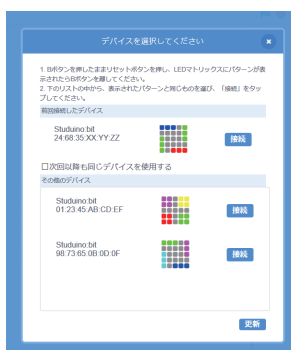 デバイスを選択してください
×
1. Bボタンを押したままリセットボタンを押し、LEDマトリックスにパターンが表
示されたらBボタンを離してください。
2. 下のリストの中から、表示されたパターンと同じものを選び、「接続」をタッ
プしてください。
前回接続したデバイス
Studuino:bit
24:68:35:XX:YY:ZZ
接続
次回以降も同じデバイスを使用する
その他のデバイス
Studuino:bit
01:23:45:AB:CD:EF
接続
Studuino:bit
98:73:65:0B:0D:0F
接続
更新